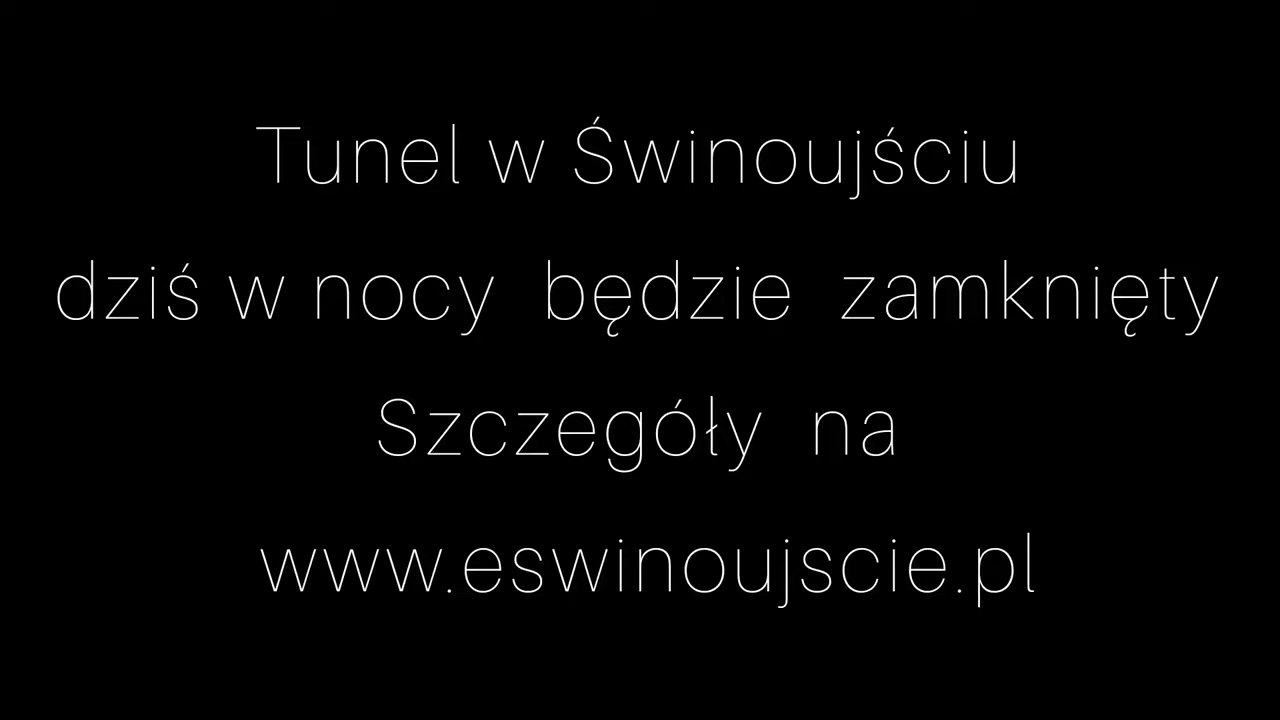 Tunel w Świnoujściu
dziś w nocy będzie zamknięty
Szczegóły na
www.eswinoujscie.pl